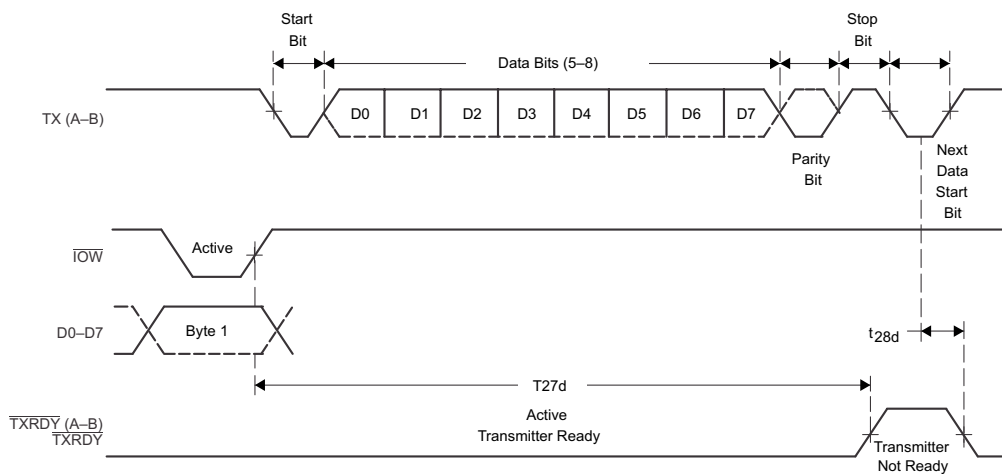 Start
Bit
Stop
Bit
Data Bits (5–8)
TX (A–B)
D0
D1
D2
D3
D4
D5
D6
D7
Parity
Bit
Next
Data
Start
Bit
IOW
Active
D0–D7
Byte 1
t28d
T27d
TXRDY (A–B)
TXRDY
Active
Transmitter Ready
Transmitter
Not Ready